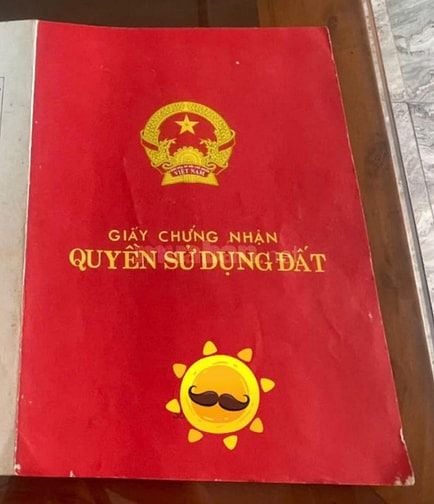 VIỆT NAM
GIẤY CHỨNG NHẬN
QUYỀN SỬ DỤNG ĐẤT